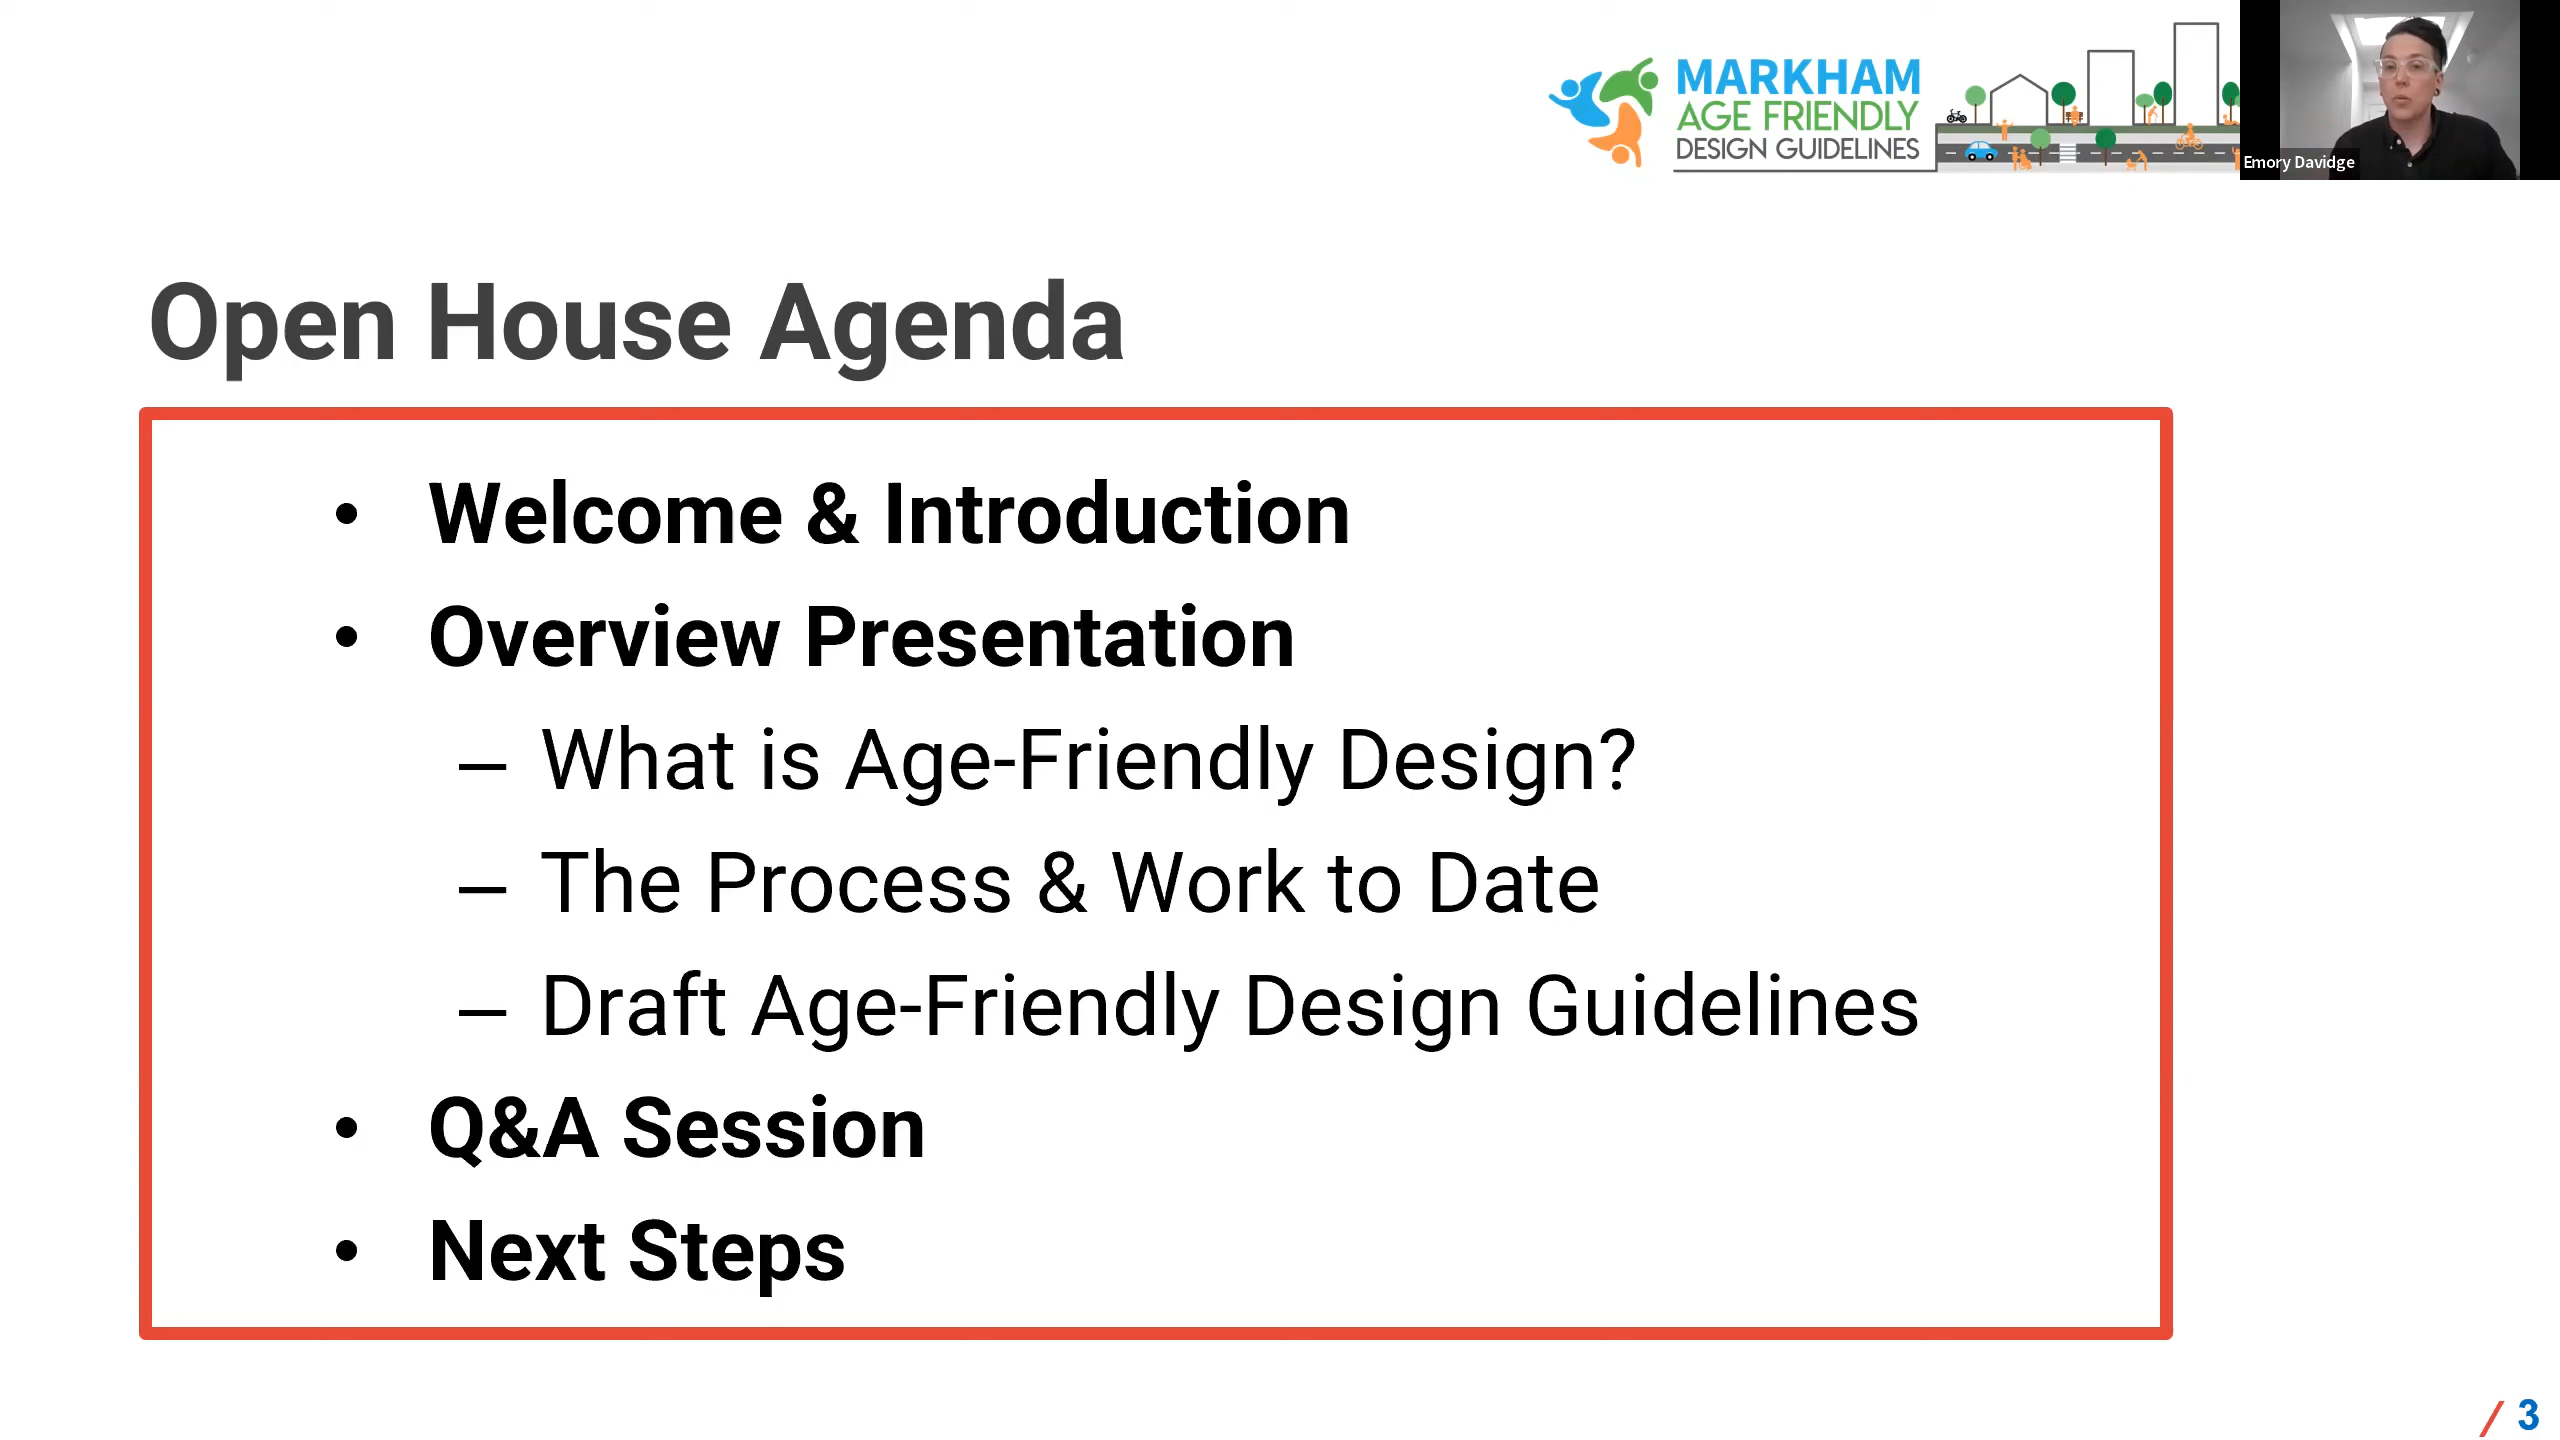 MARKHAM
AGE FRIENDLY
DESIGN GUIDELINES
Emory Davidge
Open House Agenda
• Welcome & Introduction
• Overview Presentation
– What is Age-Friendly Design?
– The Process & Work to Date
– Draft Age-Friendly Design Guidelines
• Q&A Session
• Next Steps
/ 3